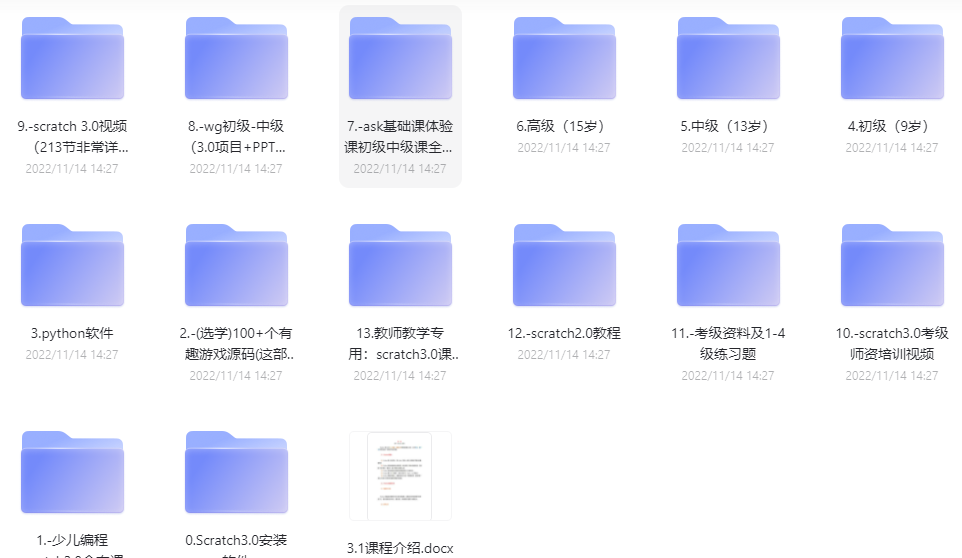 9.-scratch 3.0视频
（213节非常详...
2022/11/14 14:27
8.-wg初级-中级
（3.0项目+PPT...
2022/11/14 14:27
7.-ask基础课体验
课初级中级课全...
2022/11/14 14:27
6.高级（15岁）
2022/11/14 14:27
5.中级（13岁）
2022/11/14 14:27
4.初级（9岁）
2022/11/14 14:27
3.python软件
2022/11/14 14:27
2.-(选学)100+个有
趣游戏源码(这部..
2022/11/14 14:27
13.教师教学专
用：scratch3.0课..
2022/11/14 14:27
12.-scratch2.0教程
2022/11/14 14:27
11.-考级资料及1-4
级练习题
2022/11/14 14:27
10.-scratch3.0考级
师资培训视频
2022/11/14 14:27
1.-少儿编程
0.Scratch3.0安装
软件
3.1课程介绍.docx